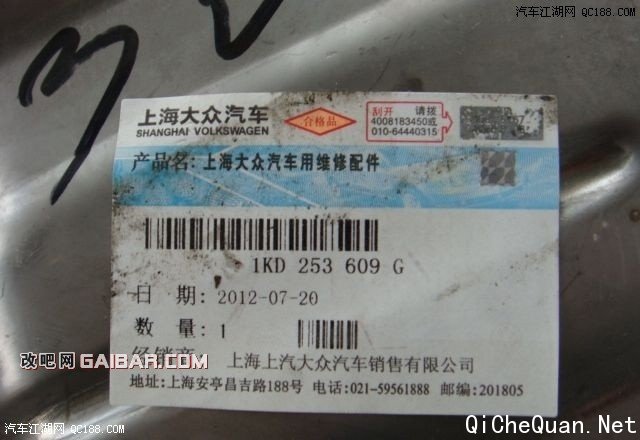 汽车江湖网 QC188.com
上海大众汽车
SHANGHAI VOLKSWAGEN
合格品
刮开 请拨
4008183450或
010-64440315
产品名: 上海大众汽车用维修配件
1KD 253 609 G
日 期: 2012-07-20
数 量: 1
经销商: 上海上汽大众汽车销售有限公司
地址: 上海安亭昌吉路188号 电话: 021-59561888 邮编: 201805
改吧网 GAIBAR.COM
汽车江湖网 QC188.com
QiCheQuan.Net